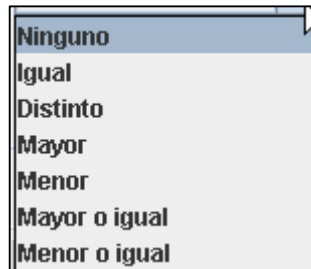 Ninguno
Igual
Distinto
Mayor
Menor
Mayor o igual
Menor o igual